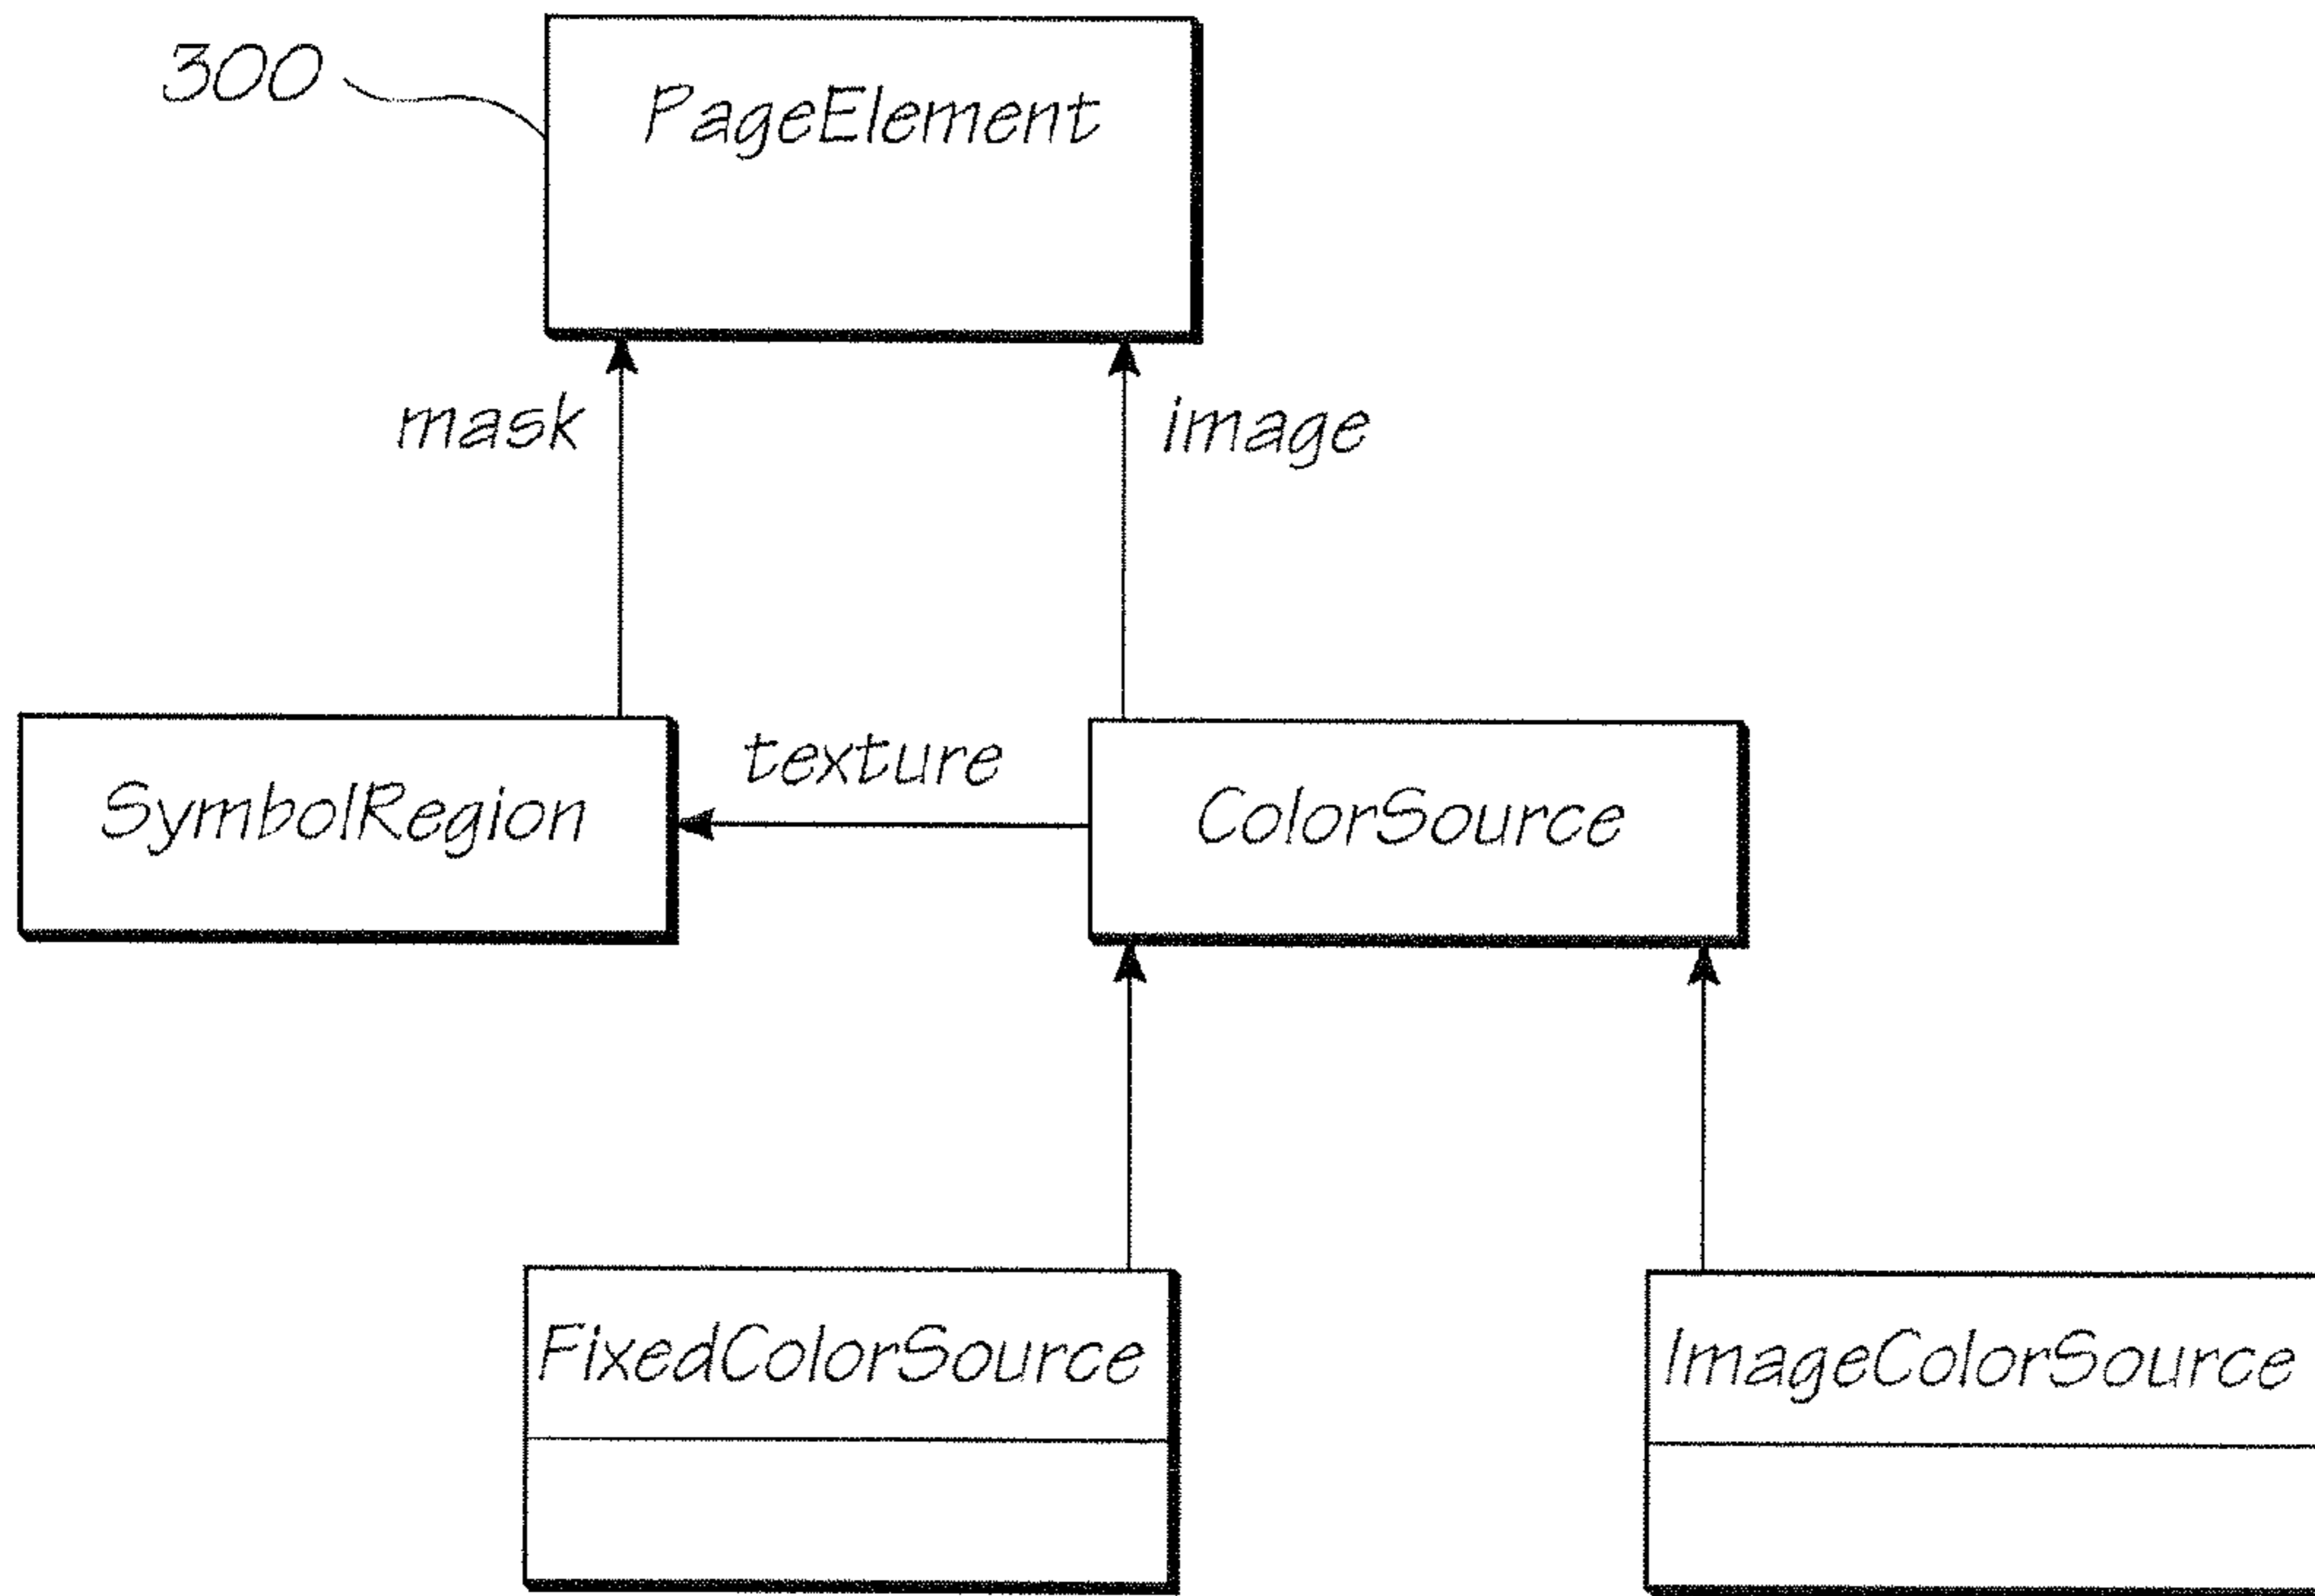 300
PageElement
mask
image
SymbolRegion
texture
ColorSource
FixedColorSource
ImageColorSource